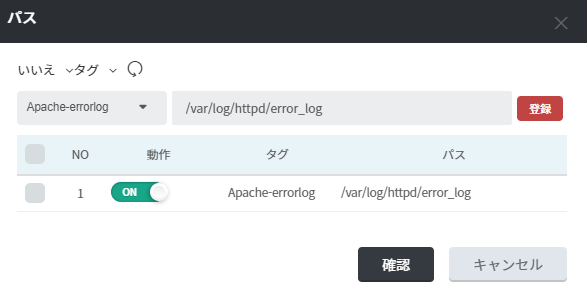 パス
いいえ タグ
Apache-errorlog /var/log/httpd/error_log 登録
NO 動作 タグ パス
1 ON Apache-errorlog /var/log/httpd/error_log
確認 キャンセル